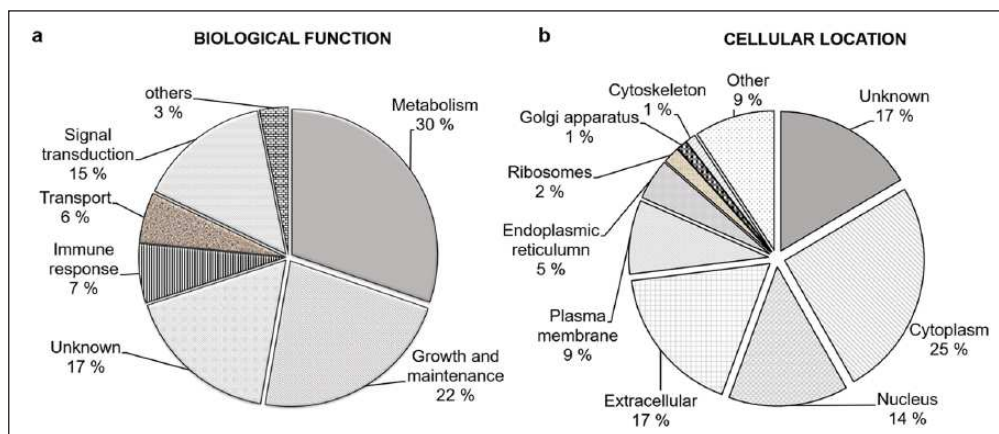 a
BIOLOGICAL FUNCTION
others
3 %
Metabolism
30 %
Signal
transduction
15 %
Transport
6 %
Immune
response
7 %
Unknown
17 %
Growth and
maintenance
22 %
b
CELLULAR LOCATION
Other
9 %
Cytoskeleton
1 %
Golgi apparatus
1 %
Ribosomes
2 %
Endoplasmic
reticulumn
5 %
Plasma
membrane
9 %
Extracellular
17 %
Nucleus
14 %
Cytoplasm
25 %
Unknown
17 %